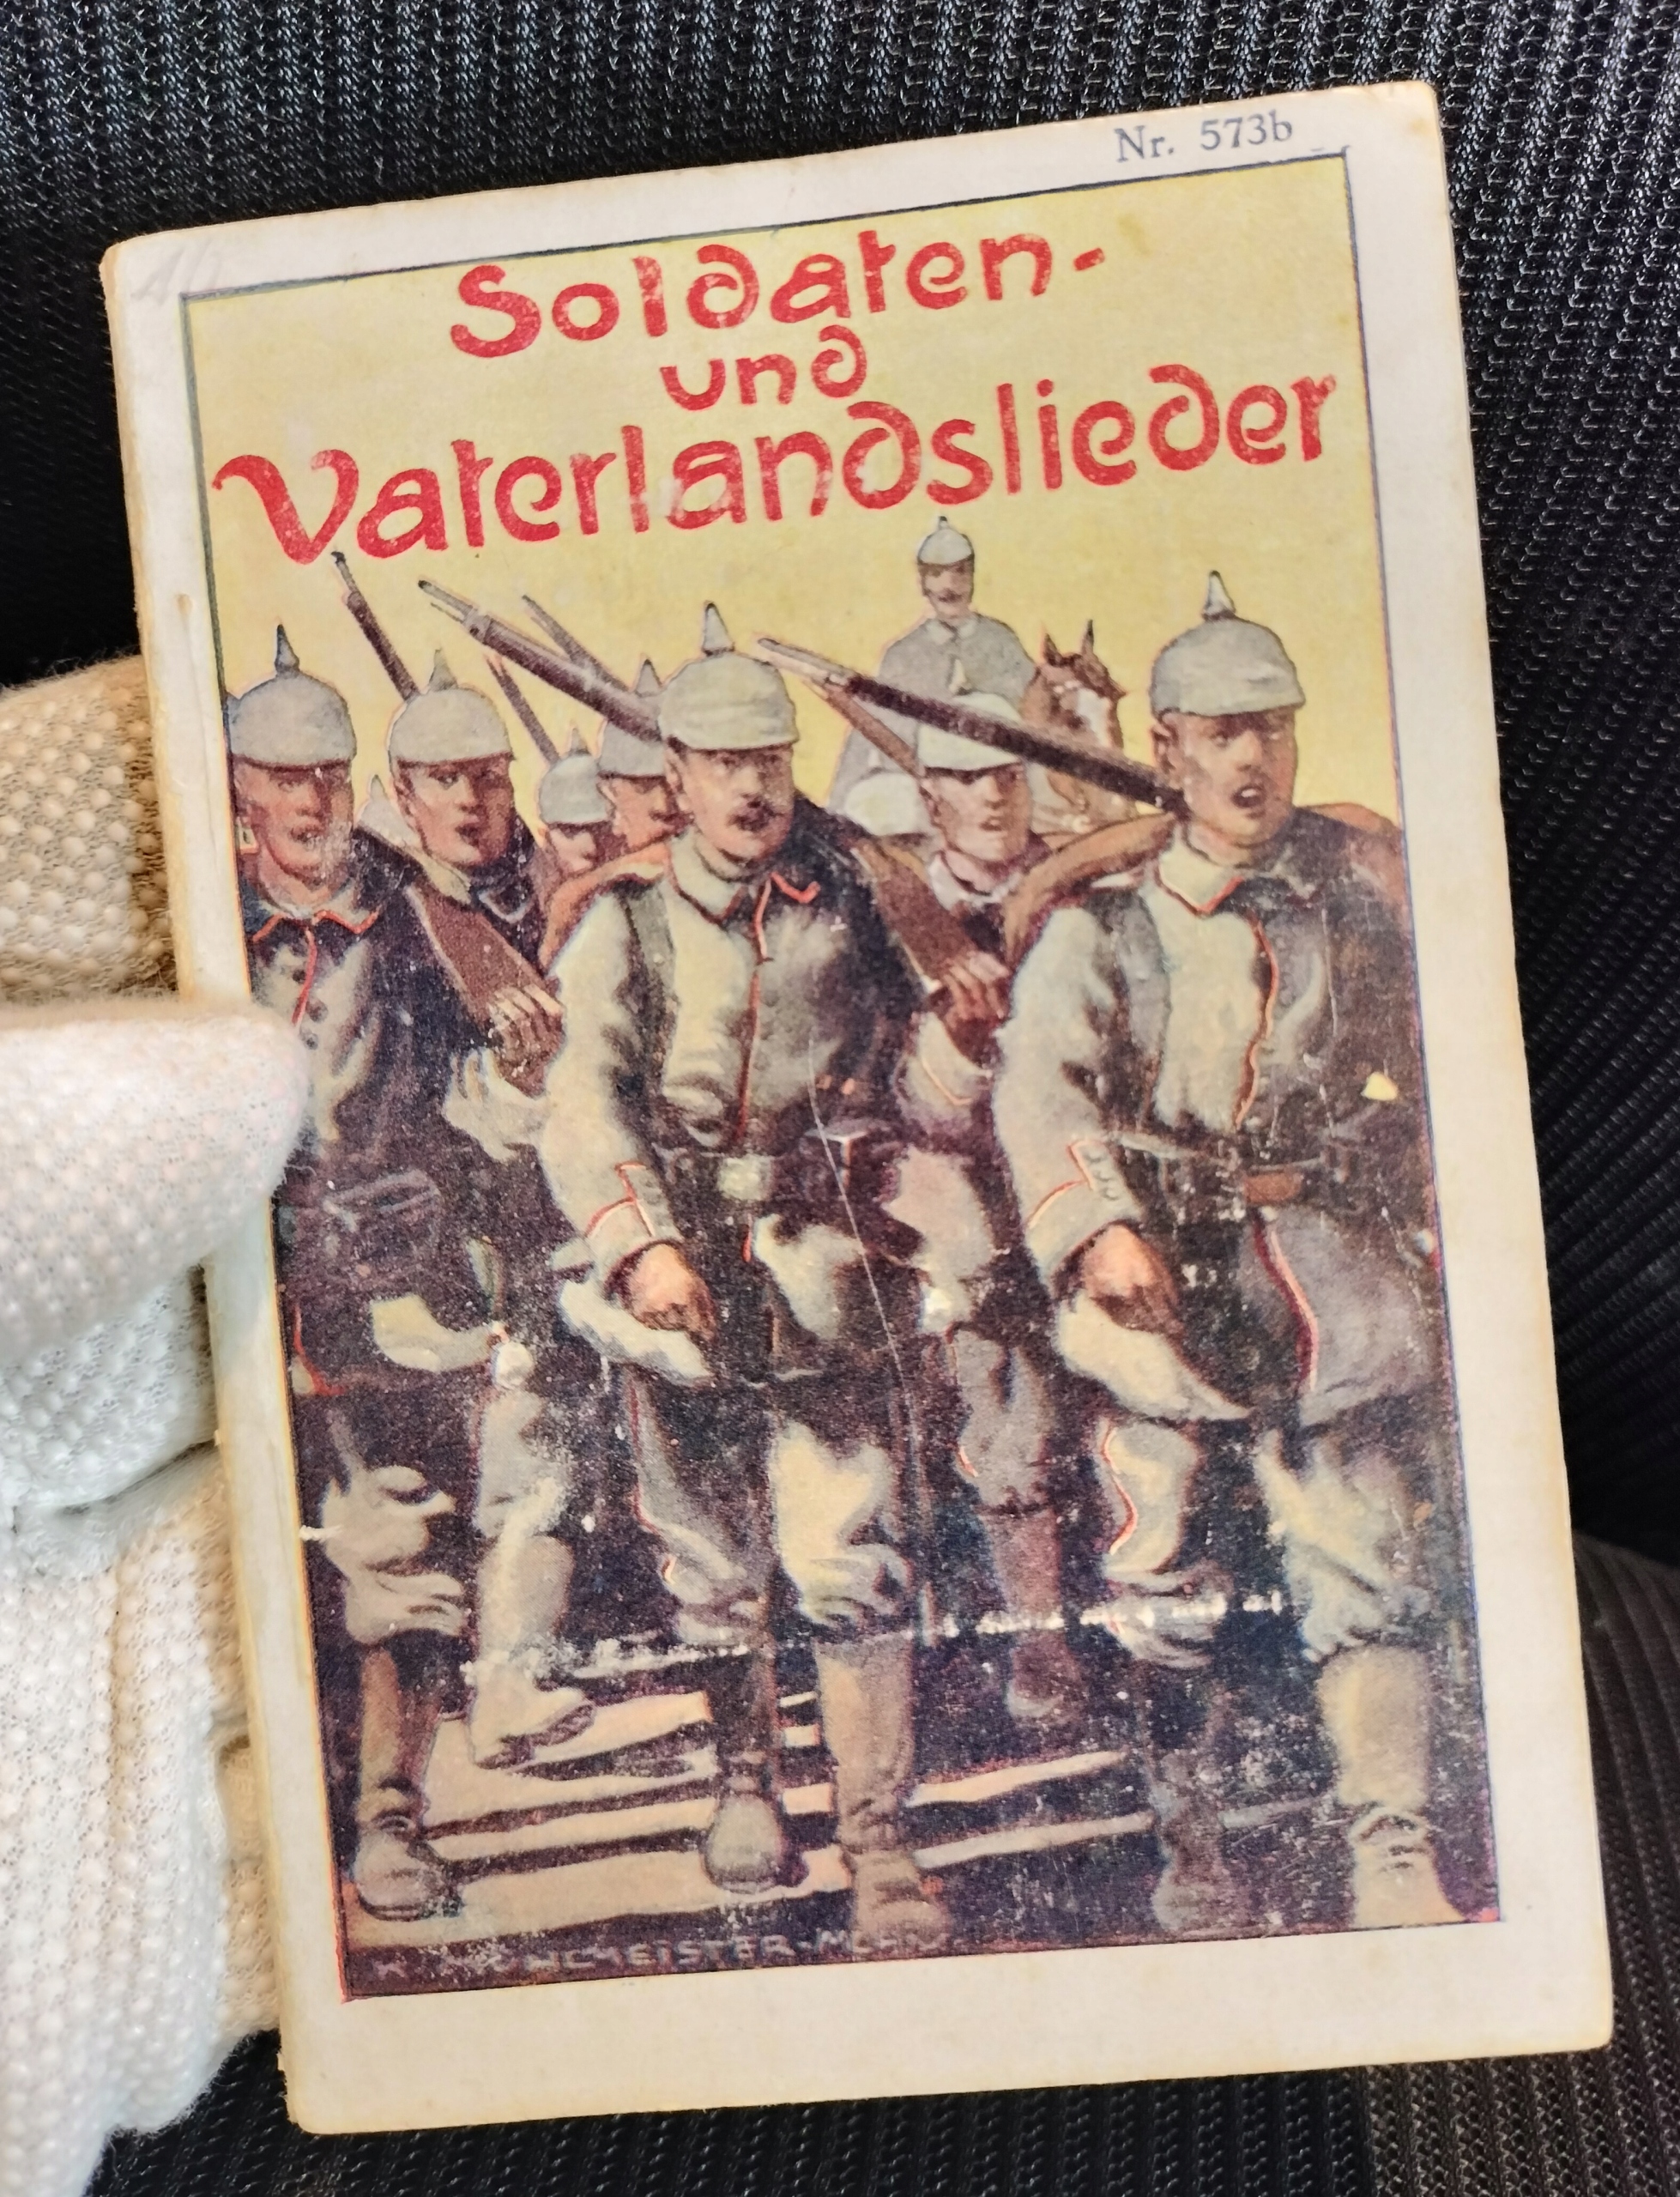 Nr. 573b
Soldaten-
und
Vaterlandslieder